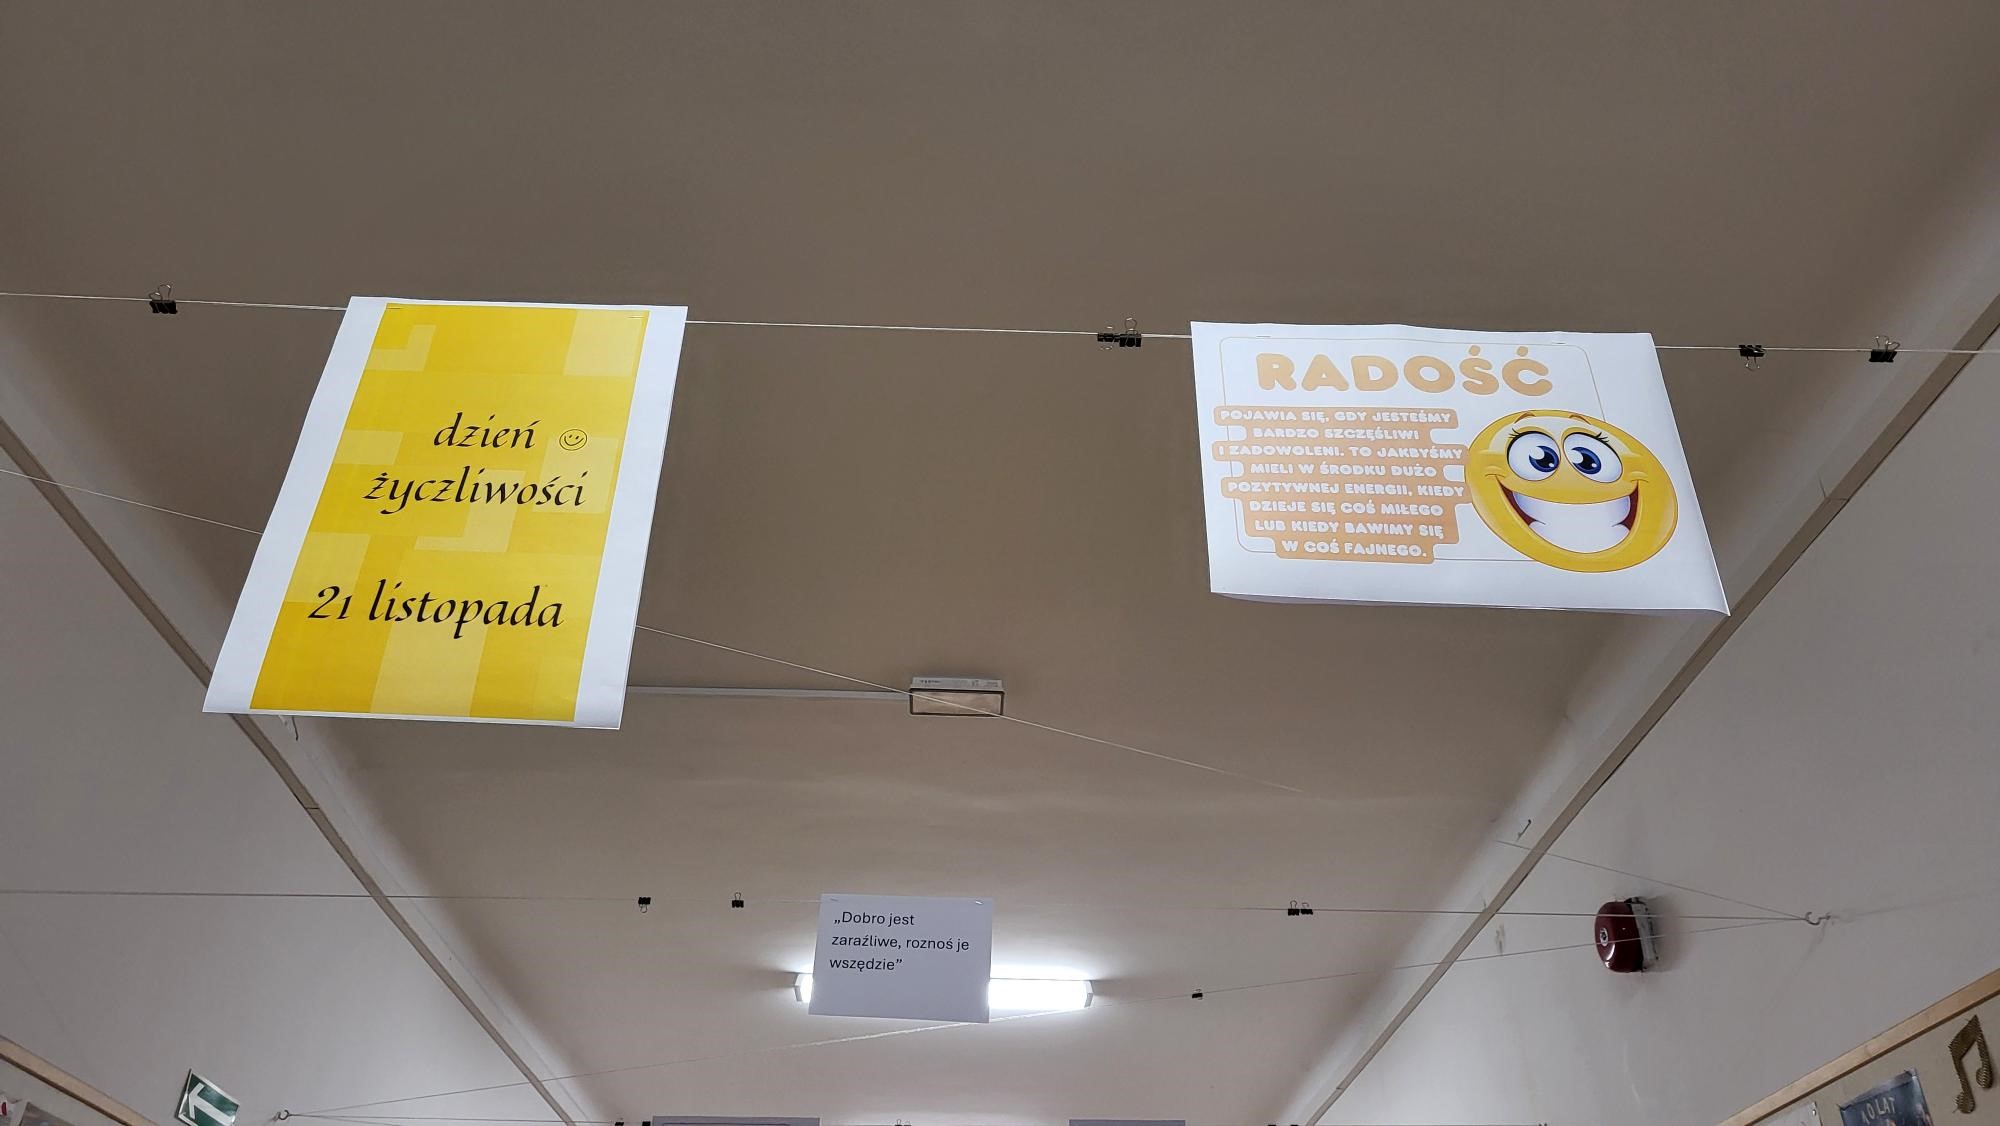 dzień ☺
życzliwości
21 listopada
RADOŚĆ
POJAWIA SIĘ, GDY JESTEŚMY
BARDZO SZCZĘŚLIWI
I ZADOWOLENI. TO JAKBYŚMY
MIELI W ŚRODKU DUŻO
POZYTYWNEJ ENERGII, KIEDY
DZIEJE SIĘ COŚ MIŁEGO
LUB KIEDY BAWIMY SIĘ
W COŚ FAJNEGO.
„Dobro jest
zaraźliwe, roznoś je
wszędzie”
LAT